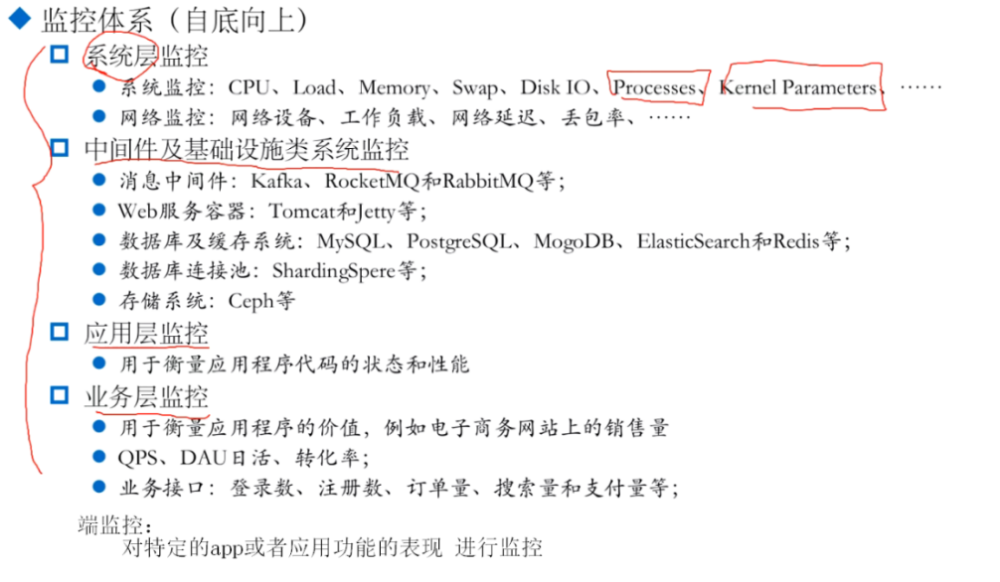 监控体系（自底向上）
系统层监控
系统监控：CPU、Load、Memory、Swap、Disk IO、Processes、Kernel Parameters、……
网络监控：网络设备、工作负载、网络延迟、丢包率、……
中间件及基础设施类系统监控
消息中间件：Kafka、RocketMQ和RabbitMQ等；
Web服务容器：Tomcat和Jetty等；
数据库及缓存系统：MySQL、PostgreSQL、MogoDB、ElasticSearch和Redis等；
数据库连接池：ShardingSpere等；
存储系统：Ceph等
应用层监控
用于衡量应用程序代码的状态和性能
业务层监控
用于衡量应用程序的价值，例如电子商务网站上的销售量
QPS、DAU日活、转化率；
业务接口：登录数、注册数、订单量、搜索量和支付量等；
端监控：
对特定的app或者应用功能的表现 进行监控